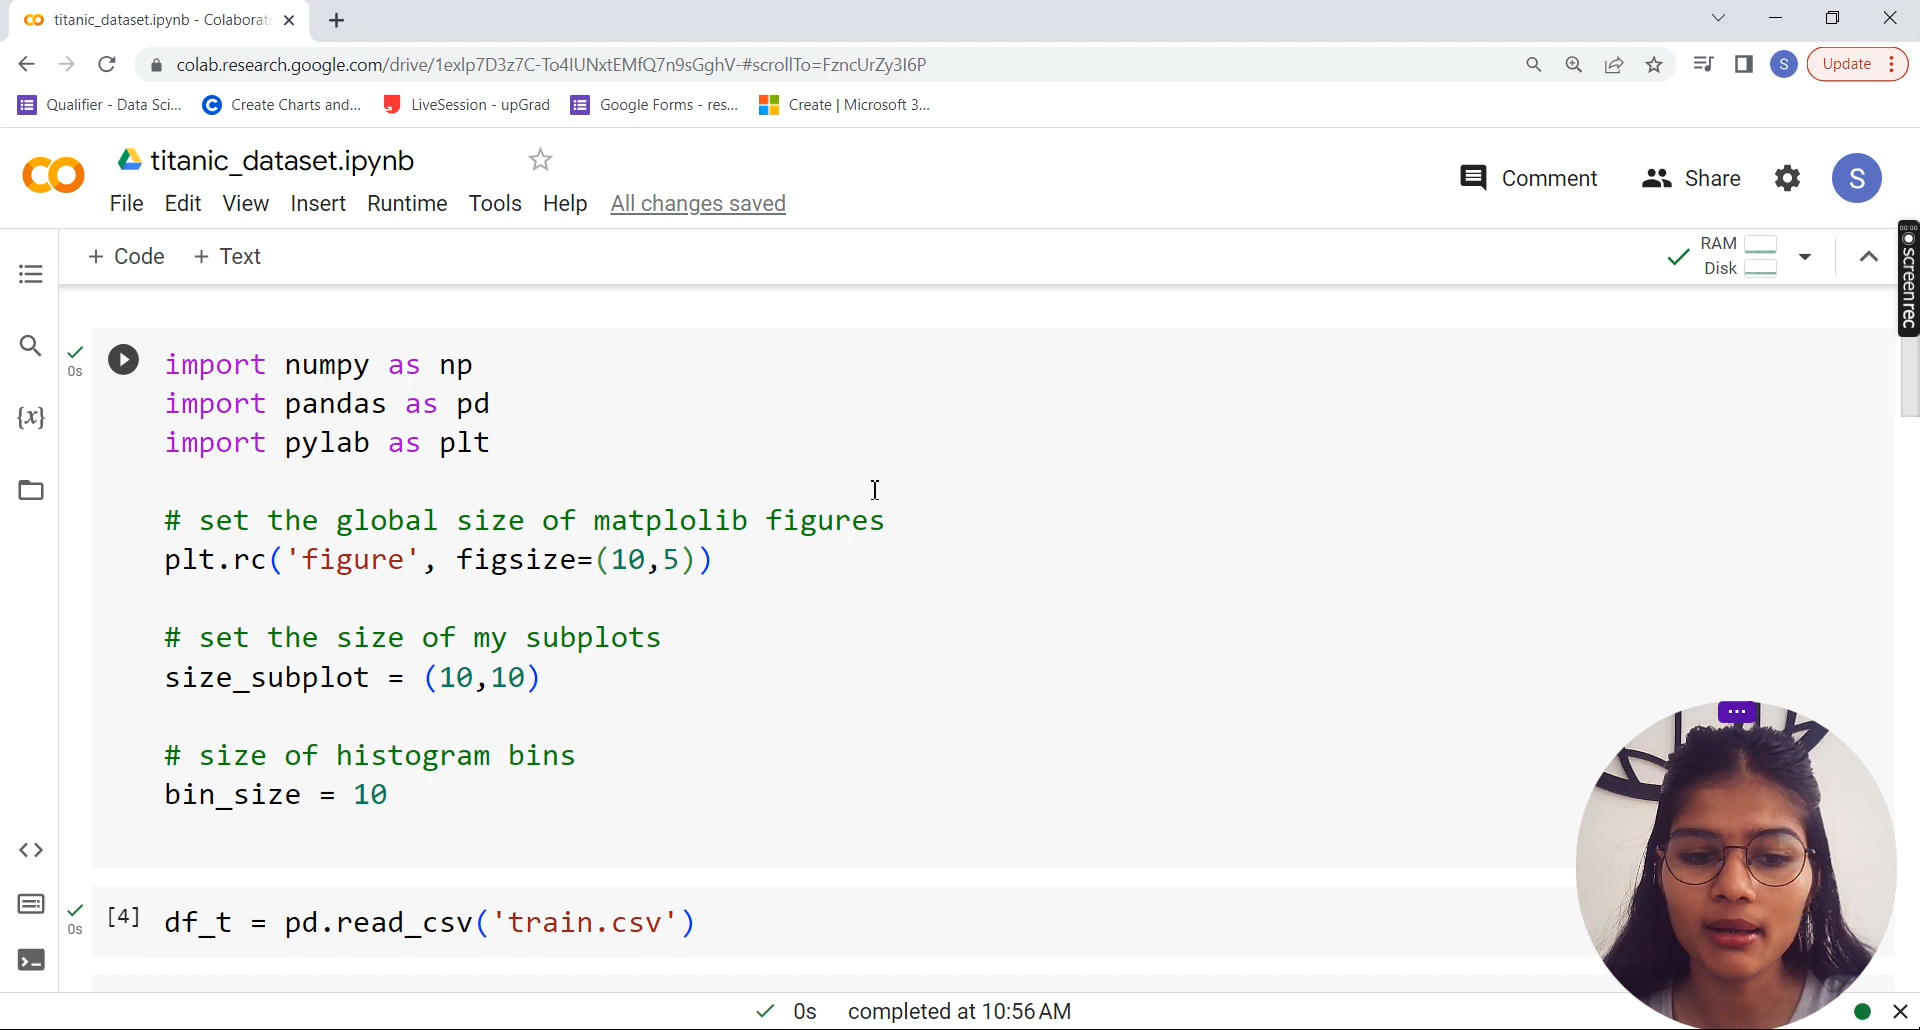 titanic_dataset.ipynb - Colaborat
colab.research.google.com/drive/1exIp7D3z7C-To4IUNxtEMfQ7n9sGghV-#scrollTo=FzncUrZy3I6P
S
Update
Qualifier - Data Sci...
Create Charts and...
LiveSession - upGrad
Google Forms - res...
Create | Microsoft 3...
titanic_dataset.ipynb
Comment
Share
S
File Edit View Insert Runtime Tools Help All changes saved
+ Code + Text
RAM
Disk
00:00
screenrec
{x}
0s
import numpy as np
import pandas as pd
import pylab as plt
# set the global size of matplolib figures
plt.rc('figure', figsize=(10,5))
# set the size of my subplots
size_subplot = (10,10)
# size of histogram bins
bin_size = 10
0s
[4] df_t = pd.read_csv('train.csv')
0s completed at 10:56 AM